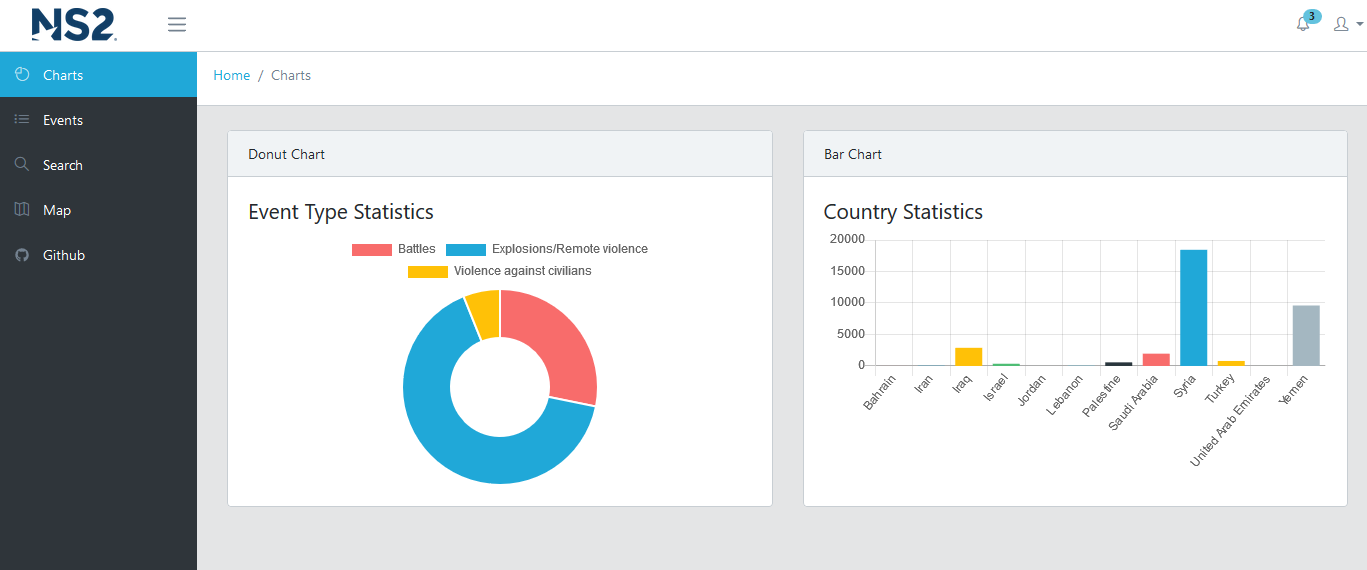 NS2
3
Charts
Events
Search
Map
Github
Home / Charts
Donut Chart
Event Type Statistics
Battles Explosions/Remote violence
Violence against civilians
Bar Chart
Country Statistics
20000
15000
10000
5000
0
Bahrain
Iran
Iraq
Israel
Jordan
Lebanon
Palestine
Saudi Arabia
Syria
Turkey
United Arab Emirates
Yemen